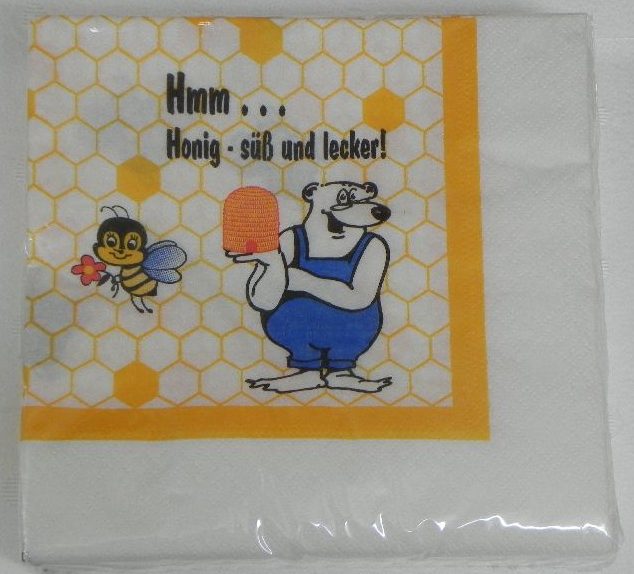 Hmm . . .
Honig - süß und lecker!